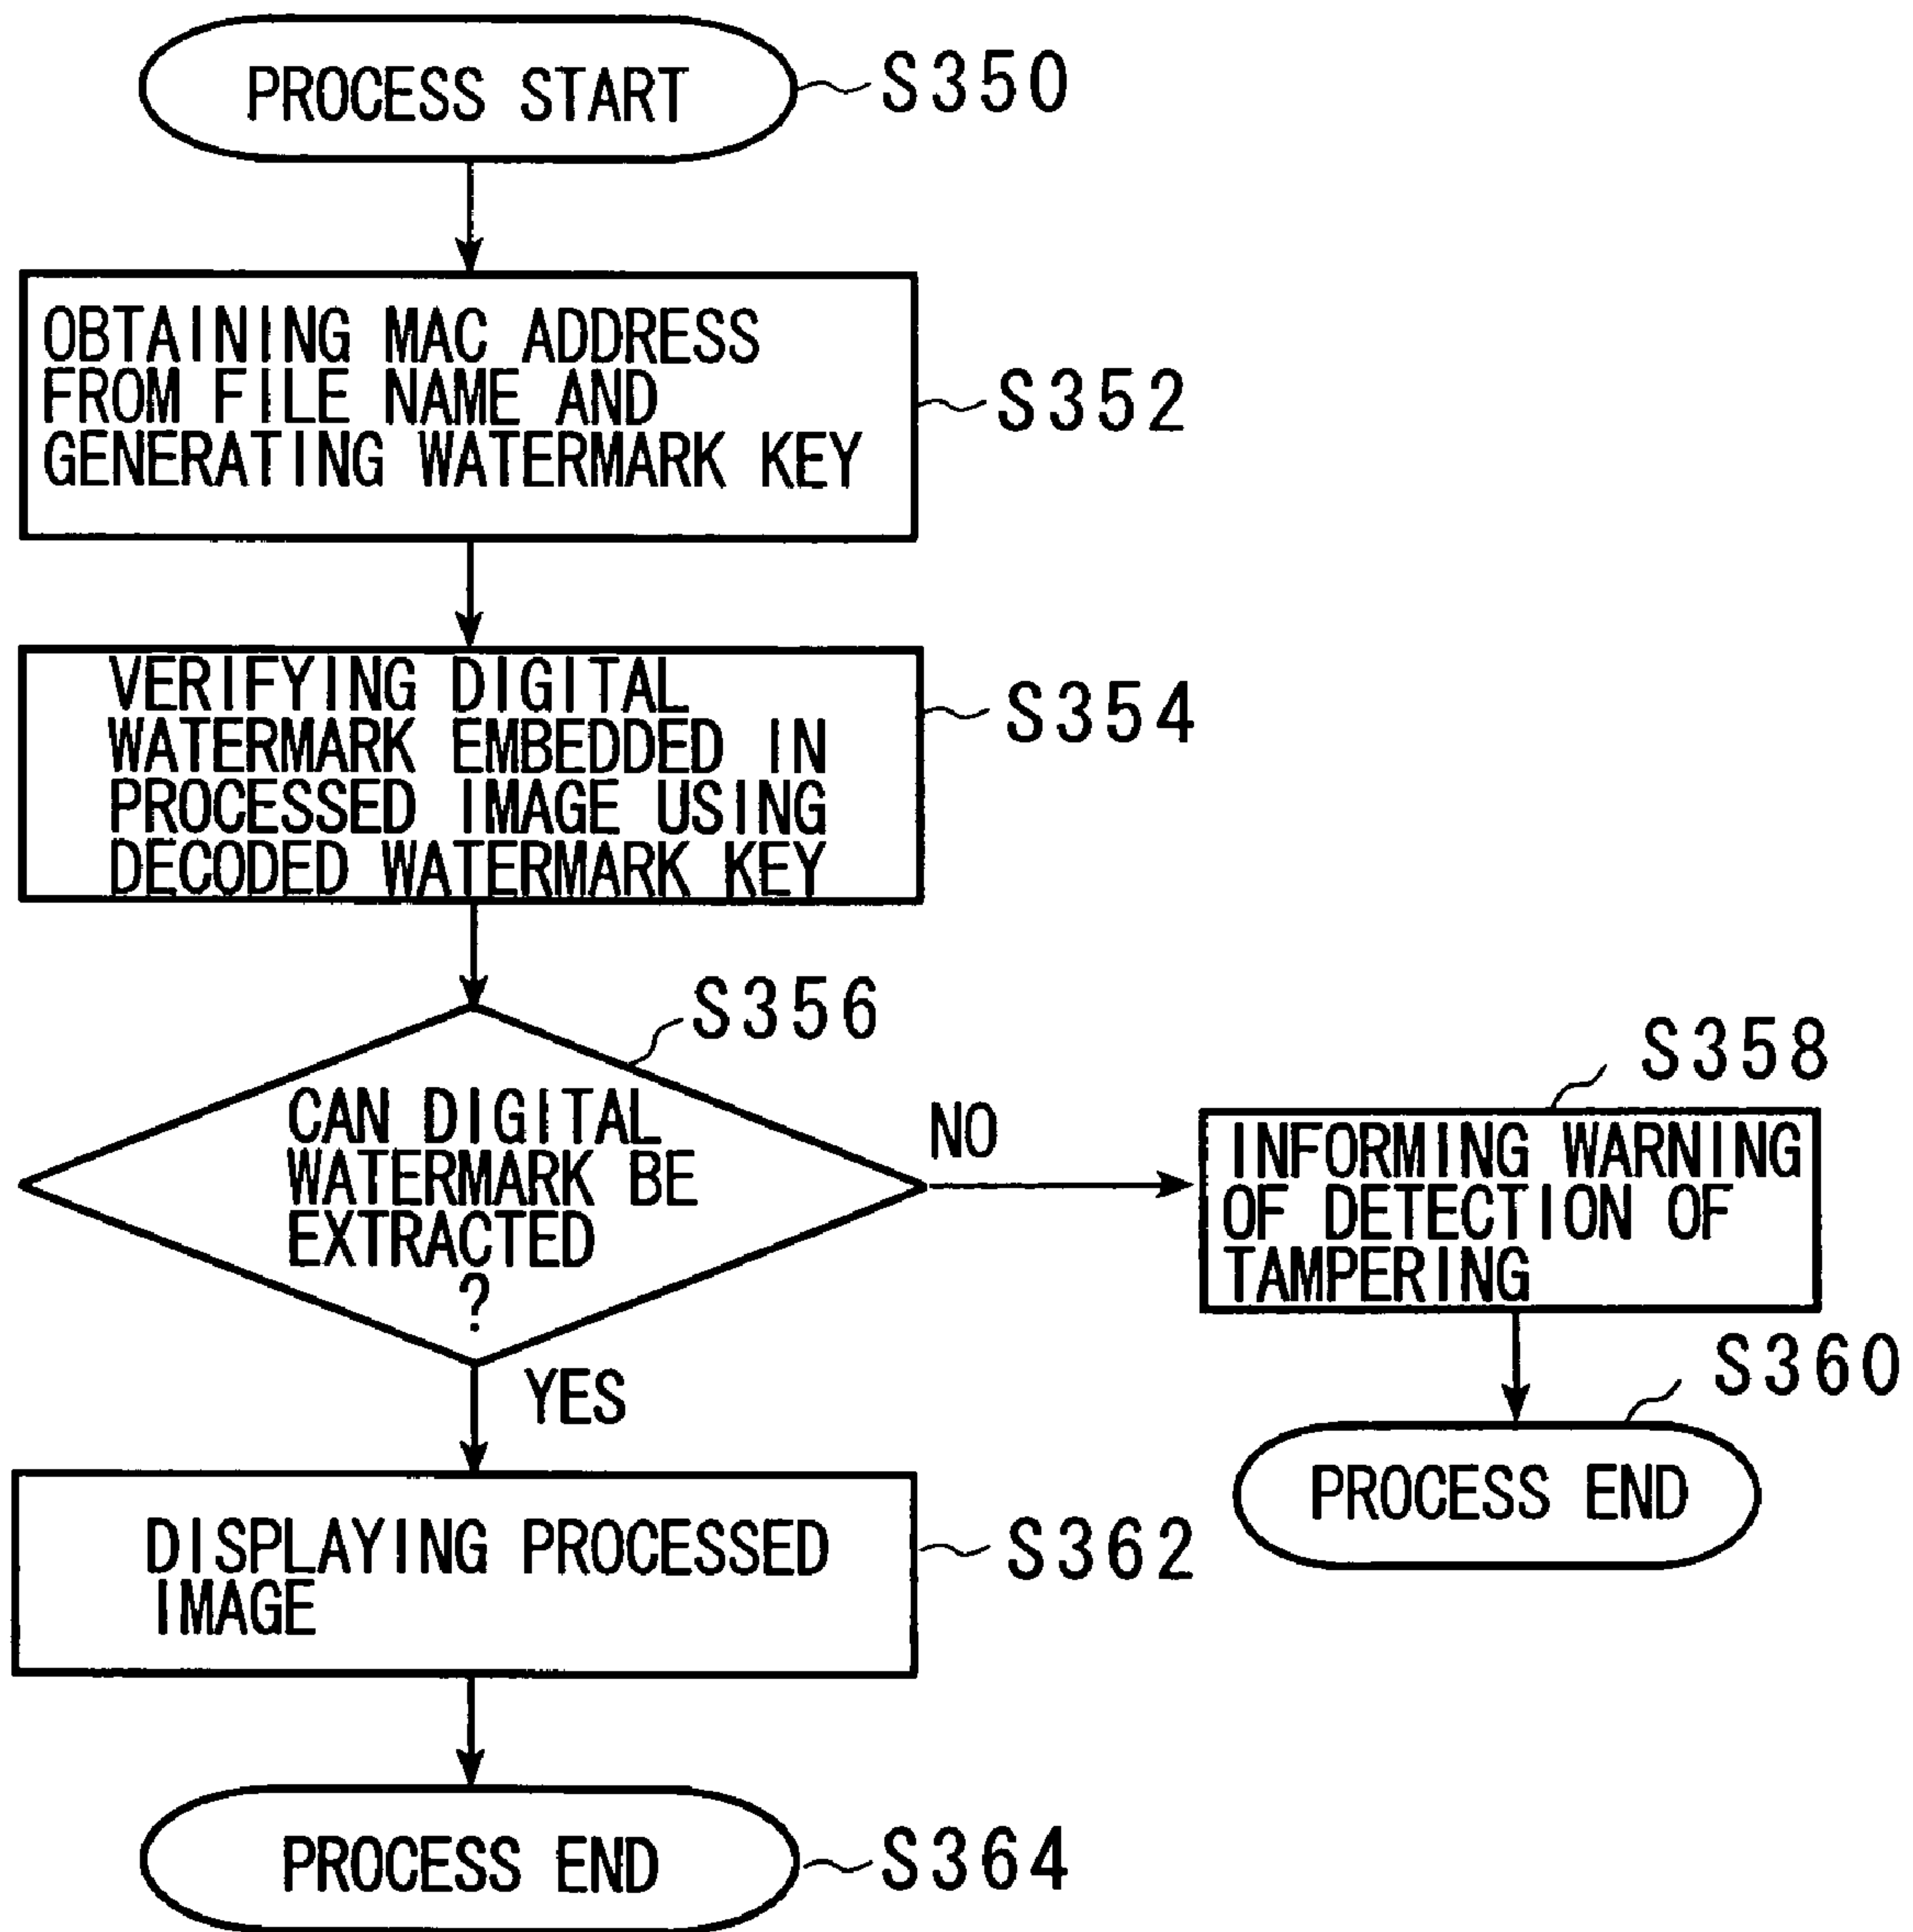 PROCESS START
S350
OBTAINING MAC ADDRESS
FROM FILE NAME AND
GENERATING WATERMARK KEY
S352
VERIFYING DIGITAL
WATERMARK EMBEDDED IN
PROCESSED IMAGE USING
DECODED WATERMARK KEY
S354
S356
CAN DIGITAL
WATERMARK BE
EXTRACTED
?
NO
YES
S358
INFORMING WARNING
OF DETECTION OF
TAMPERING
S360
PROCESS END
DISPLAYING PROCESSED
IMAGE
S362
PROCESS END
S364